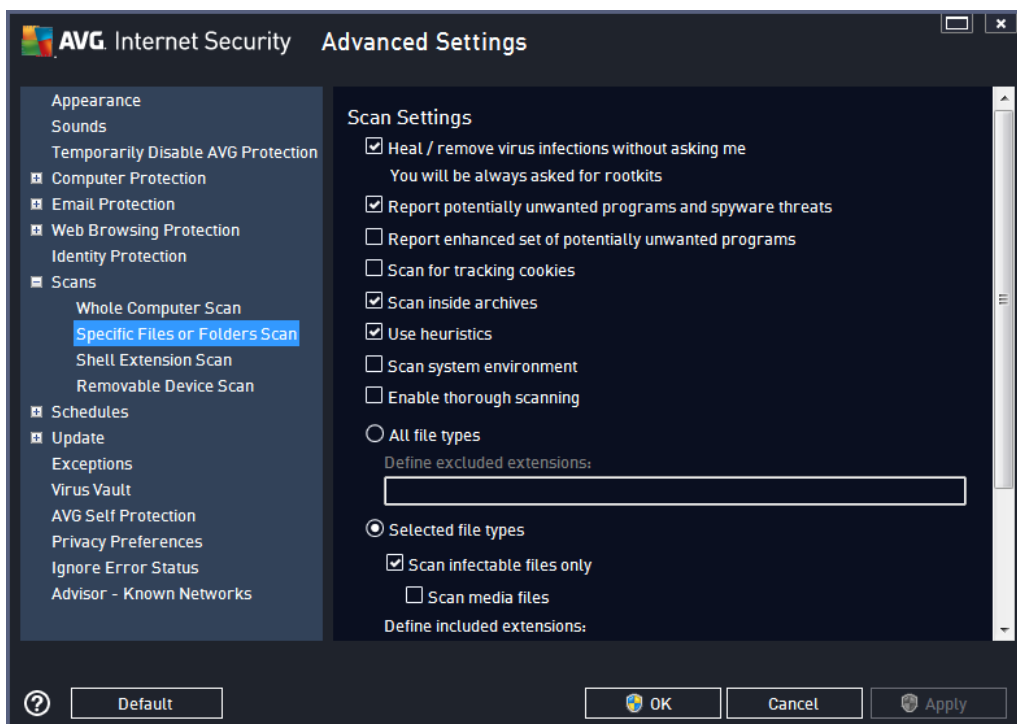 AVG. Internet Security Advanced Settings
Appearance
Sounds
Temporarily Disable AVG Protection
Computer Protection
Email Protection
Web Browsing Protection
Identity Protection
Scans
Whole Computer Scan
Specific Files or Folders Scan
Shell Extension Scan
Removable Device Scan
Schedules
Update
Exceptions
Virus Vault
AVG Self Protection
Privacy Preferences
Ignore Error Status
Advisor - Known Networks
Scan Settings
Heal / remove virus infections without asking me
You will be always asked for rootkits
Report potentially unwanted programs and spyware threats
Report enhanced set of potentially unwanted programs
Scan for tracking cookies
Scan inside archives
Use heuristics
Scan system environment
Enable thorough scanning
All file types
Define excluded extensions:
Selected file types
Scan infectable files only
Scan media files
Define included extensions:
? Default OK Cancel Apply